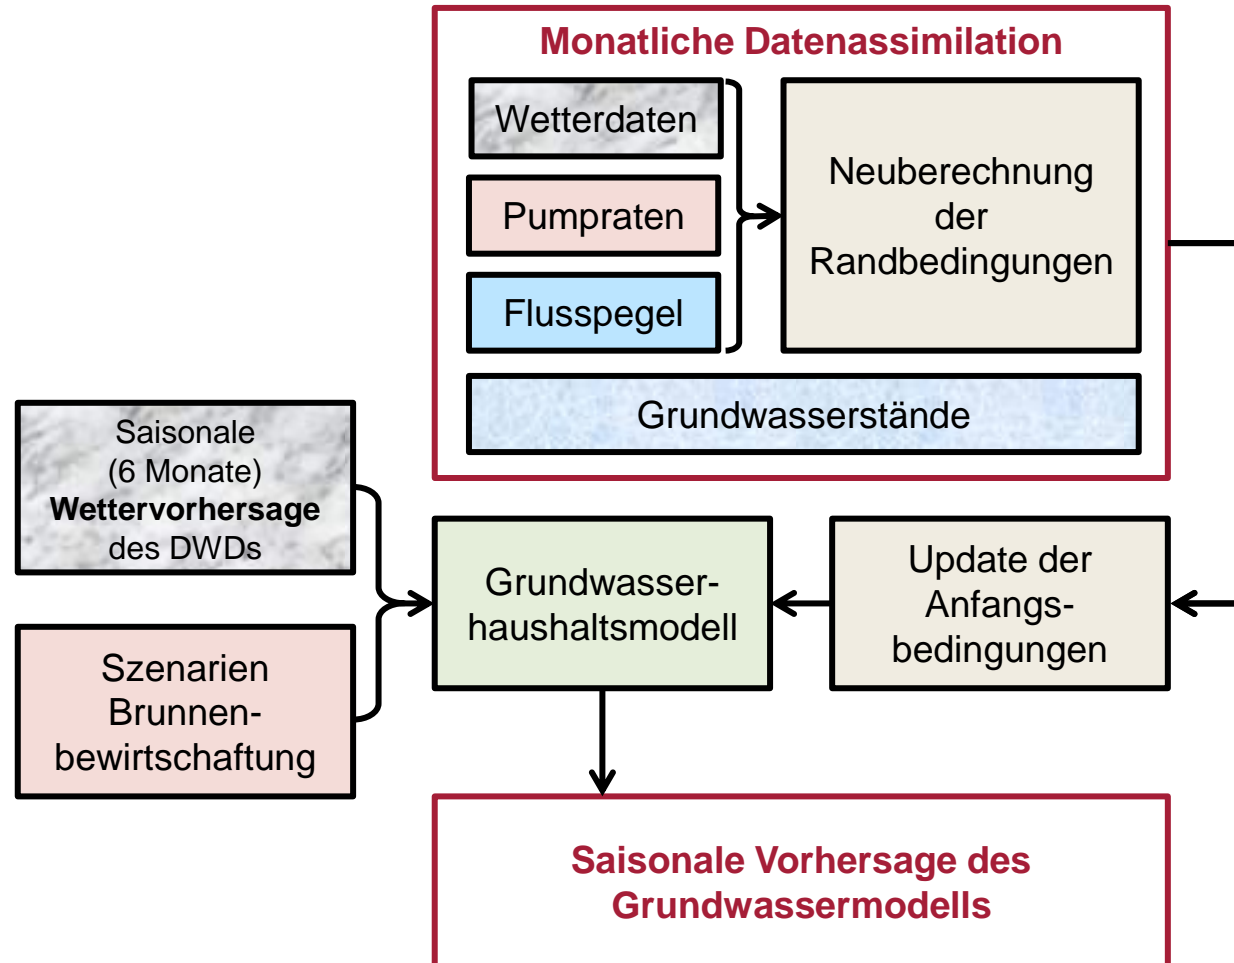 Monatliche Datenassimilation
Wetterdaten
Pumpraten
Flusspegel
Neuberechnung
der
Randbedingungen
Grundwasserstände
Saisonale
(6 Monate)
Wettervorhersage
des DWDs
Szenarien
Brunnen-
bewirtschaftung
Grundwasser-
haushaltsmodell
Update der
Anfangs-
bedingungen
Saisonale Vorhersage des
Grundwassermodells